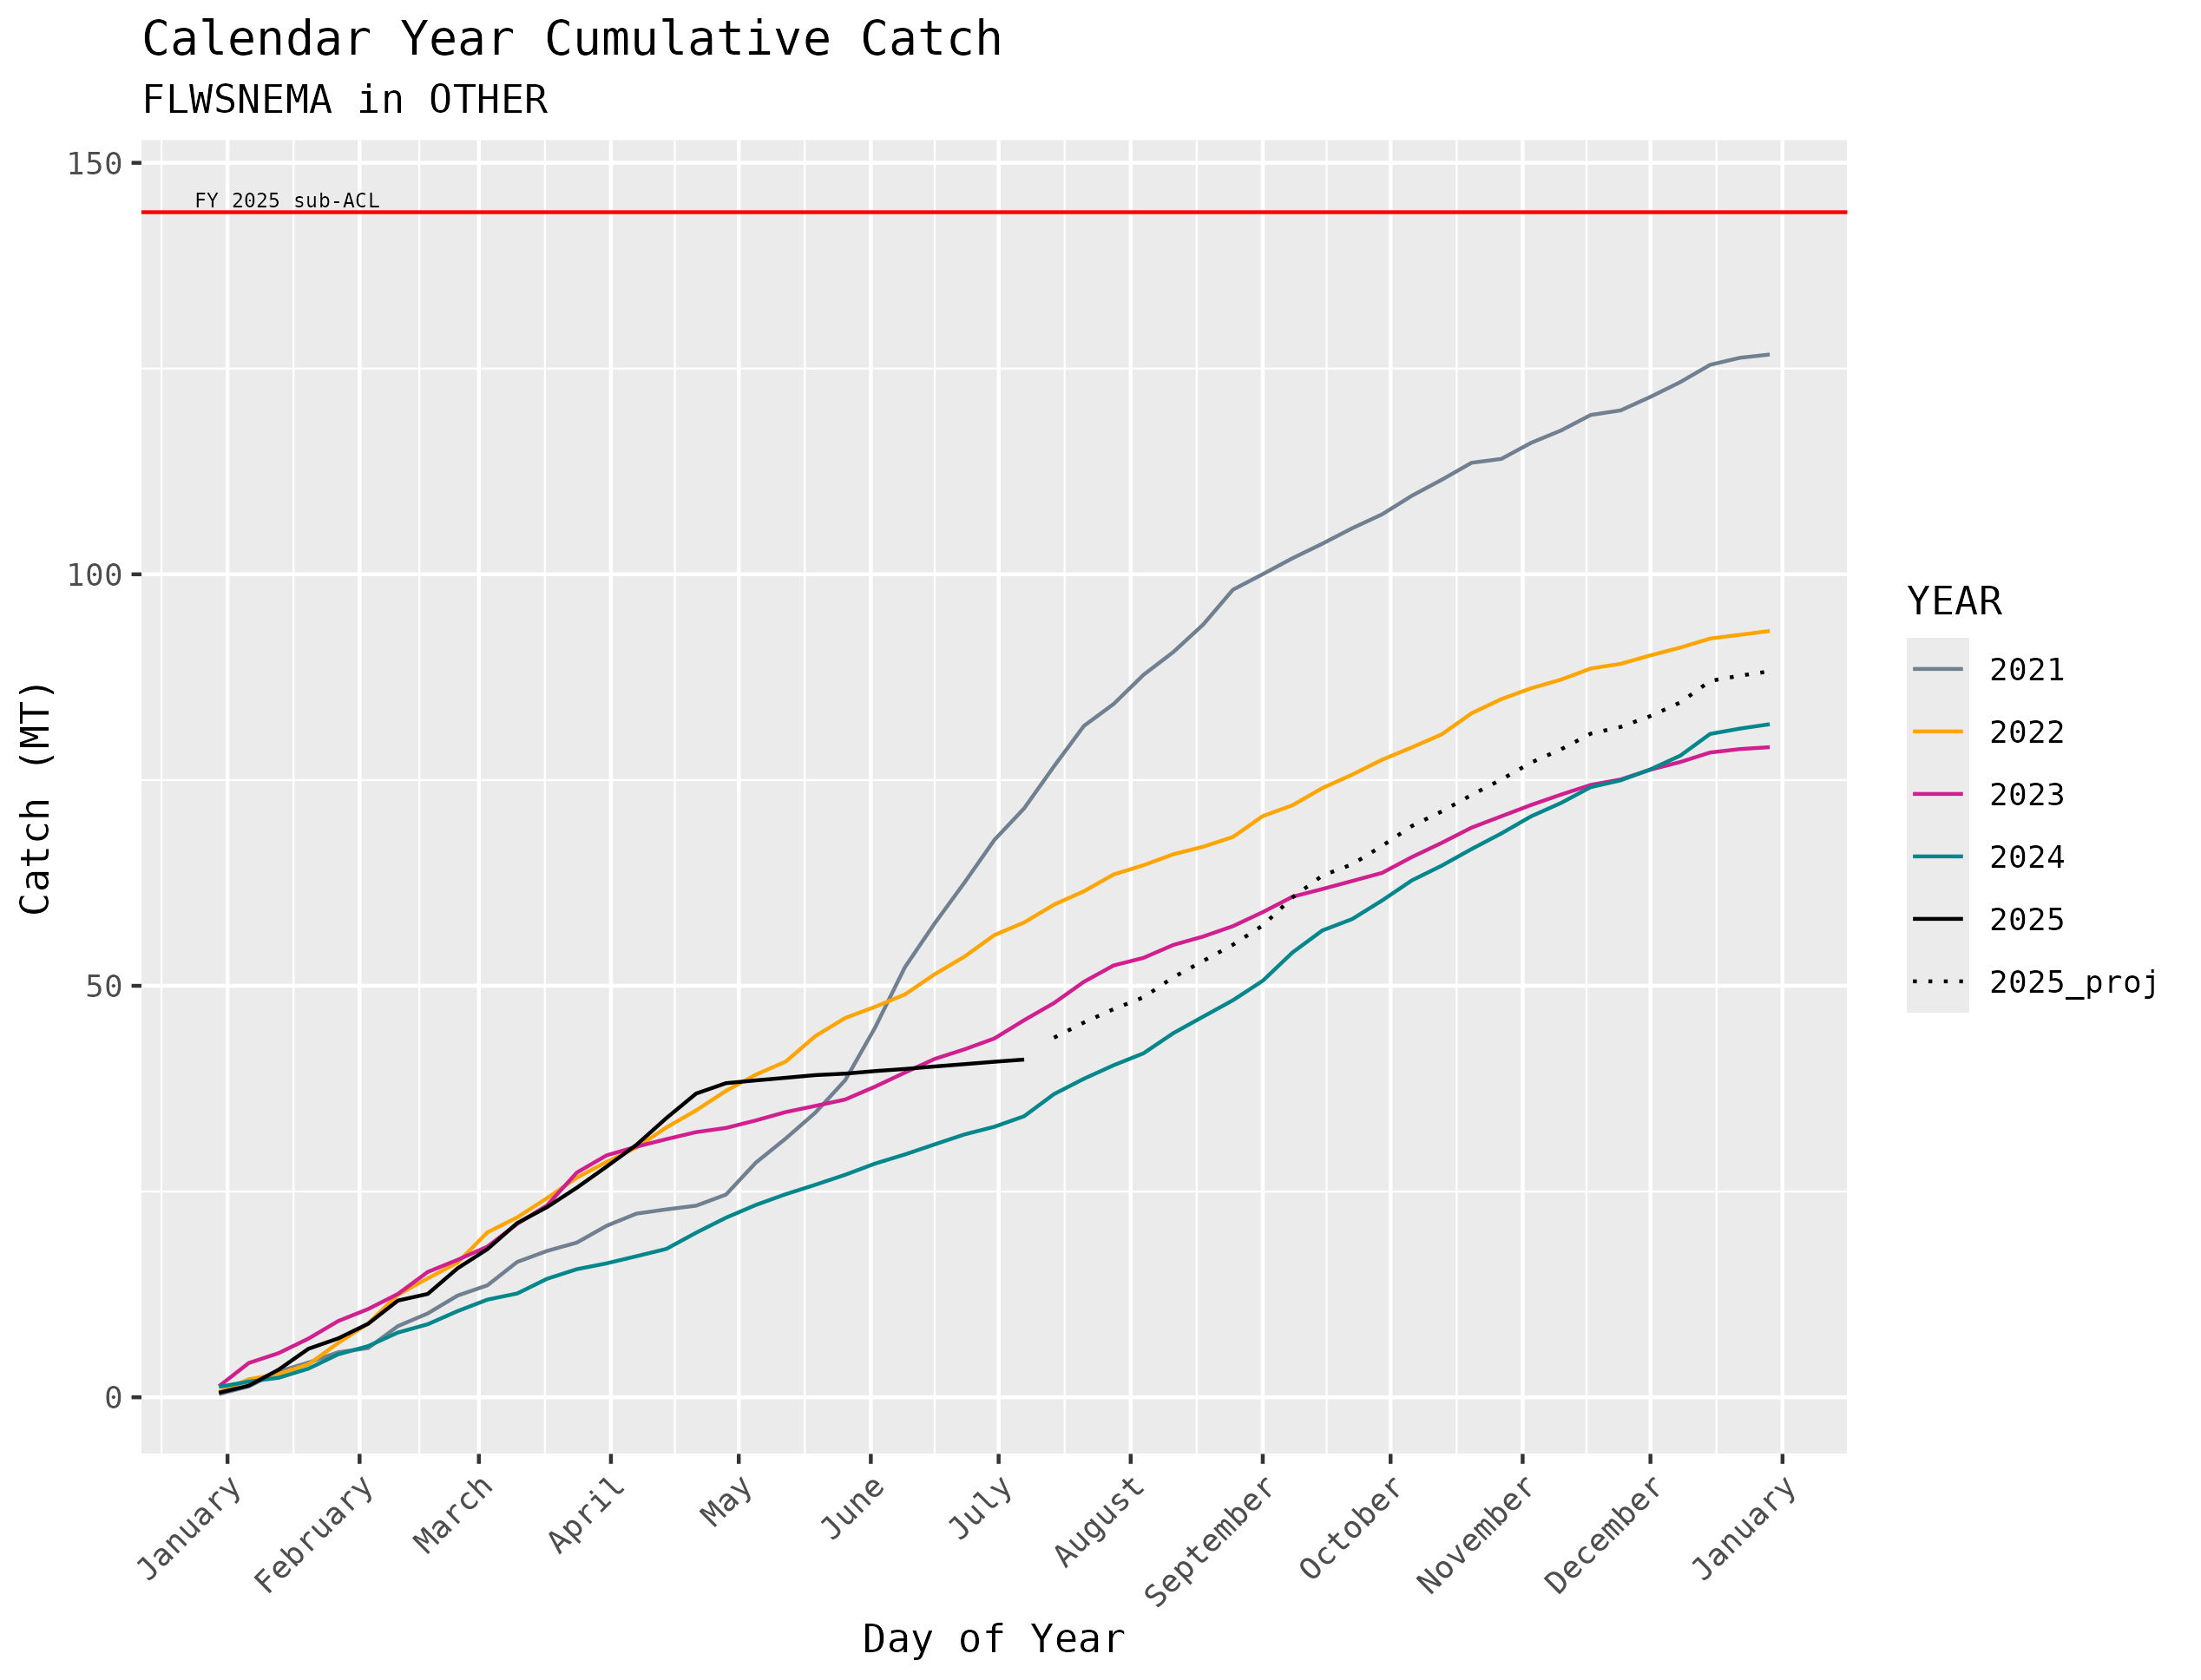 Calendar Year Cumulative Catch
FLWSNEMA in OTHER
150
100
50
0
Catch (MT)
FY 2025 sub-ACL
January
February
March
April
May
June
July
August
September
October
November
December
January
Day of Year
YEAR
2021
2022
2023
2024
2025
2025_proj